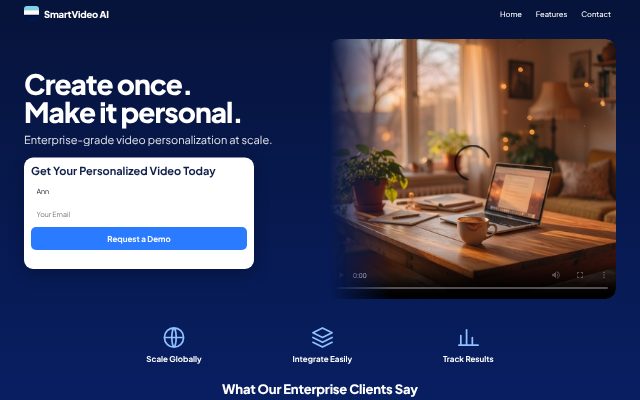 SmartVideo AI
Home Features Contact
Create once.
Make it personal.
Enterprise-grade video personalization at scale.
Get Your Personalized Video Today
Ann
Your Email
Request a Demo
0:00
Scale Globally Integrate Easily Track Results
What Our Enterprise Clients Say